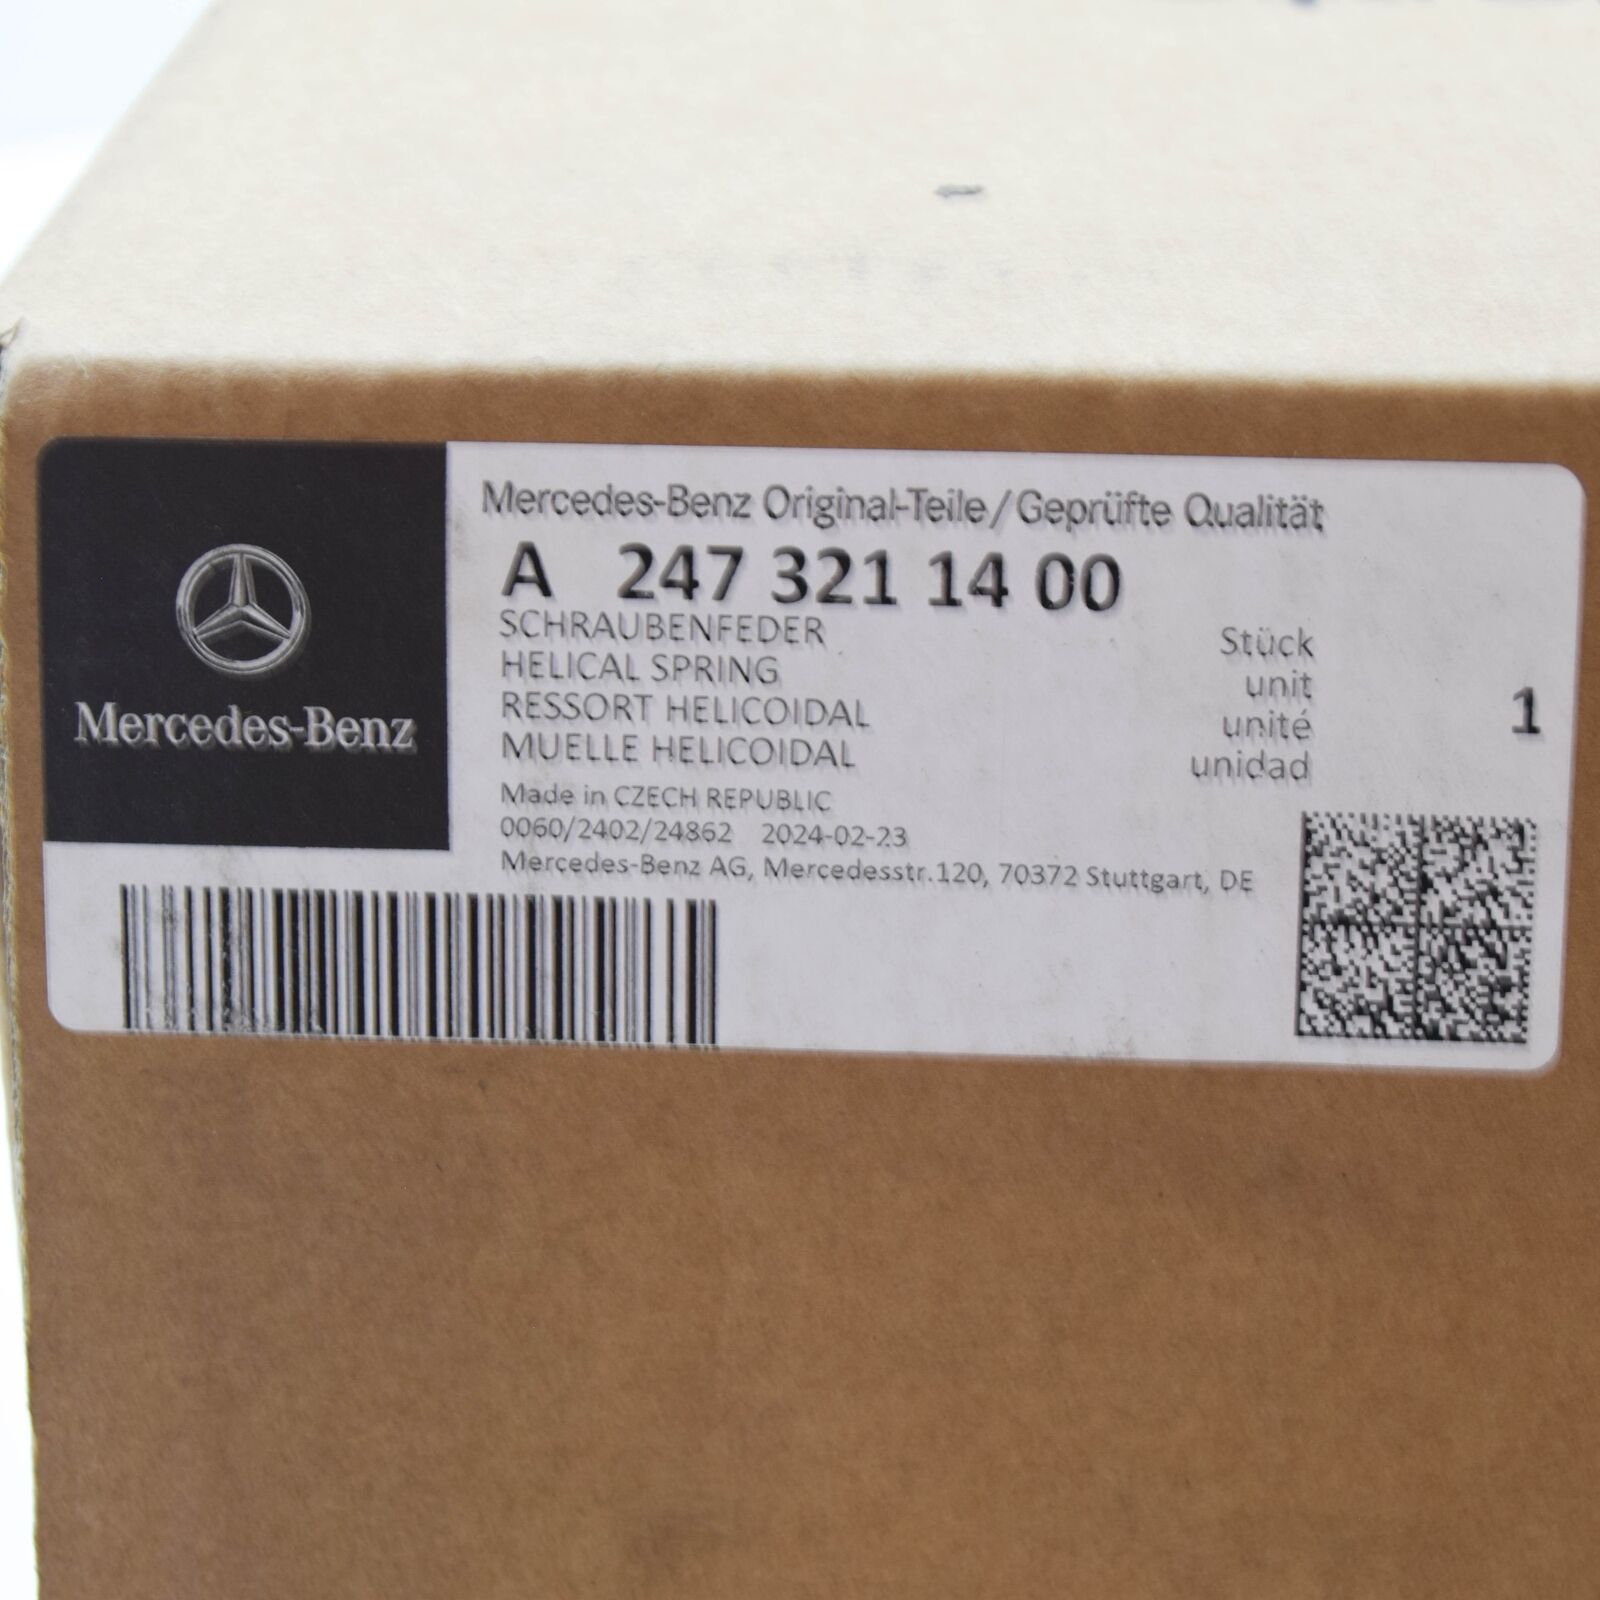 Mercedes-Benz
Mercedes-Benz Original-Teile/Geprüfte Qualität
A 247 321 14 00
SCHRAUBENFEDER Stück
HELICAL SPRING unit
RESSORT HELICOIDAL unité 1
MUELLE HELICOIDAL unidad
Made in CZECH REPUBLIC
0060/2402/24862 2024-02-23
Mercedes-Benz AG, Mercedesstr.120, 70372 Stuttgart, DE